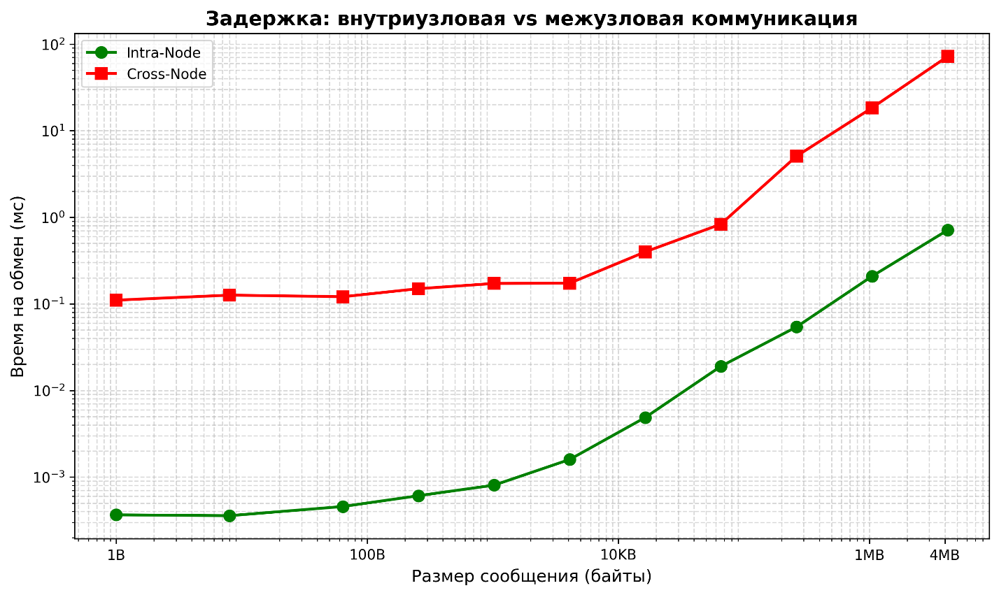 Задержка: внутриузловая vs межузловая коммуникация
Intra-Node
Cross-Node
Время на обмен (мс)
10²
10¹
10⁰
10⁻¹
10⁻²
10⁻³
1B
100B
10KB
1MB
4MB
Размер сообщения (байты)